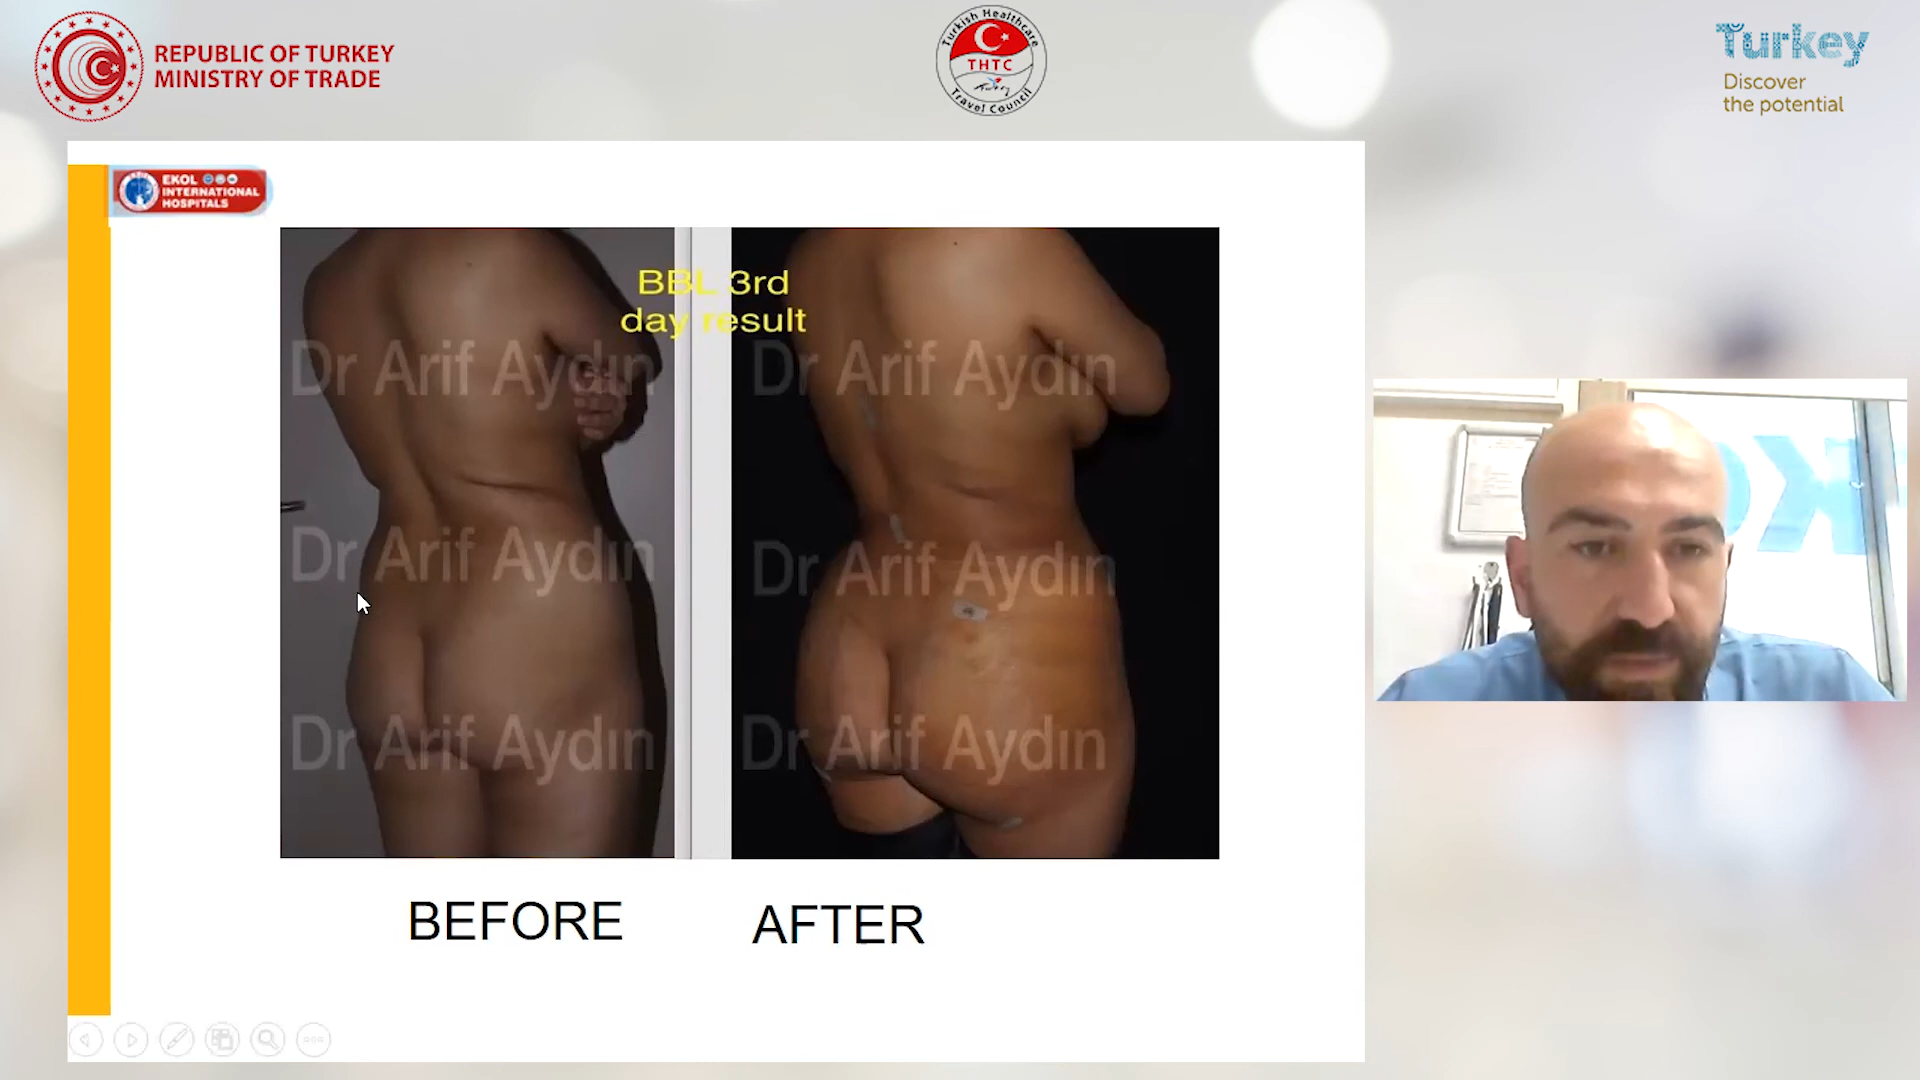 REPUBLIC OF TURKEY
MINISTRY OF TRADE
Turkish Healthcare
THTC
Turkey
Travel Council
Turkey
Discover
the potential
EKOL
INTERNATIONAL
HOSPITALS
BBL 3rd
day result
Dr Arif Aydın
Dr Arif Aydın
Dr Arif Aydın
Dr Arif Aydın
Dr Arif Aydın
Dr Arif Aydın
BEFORE
AFTER